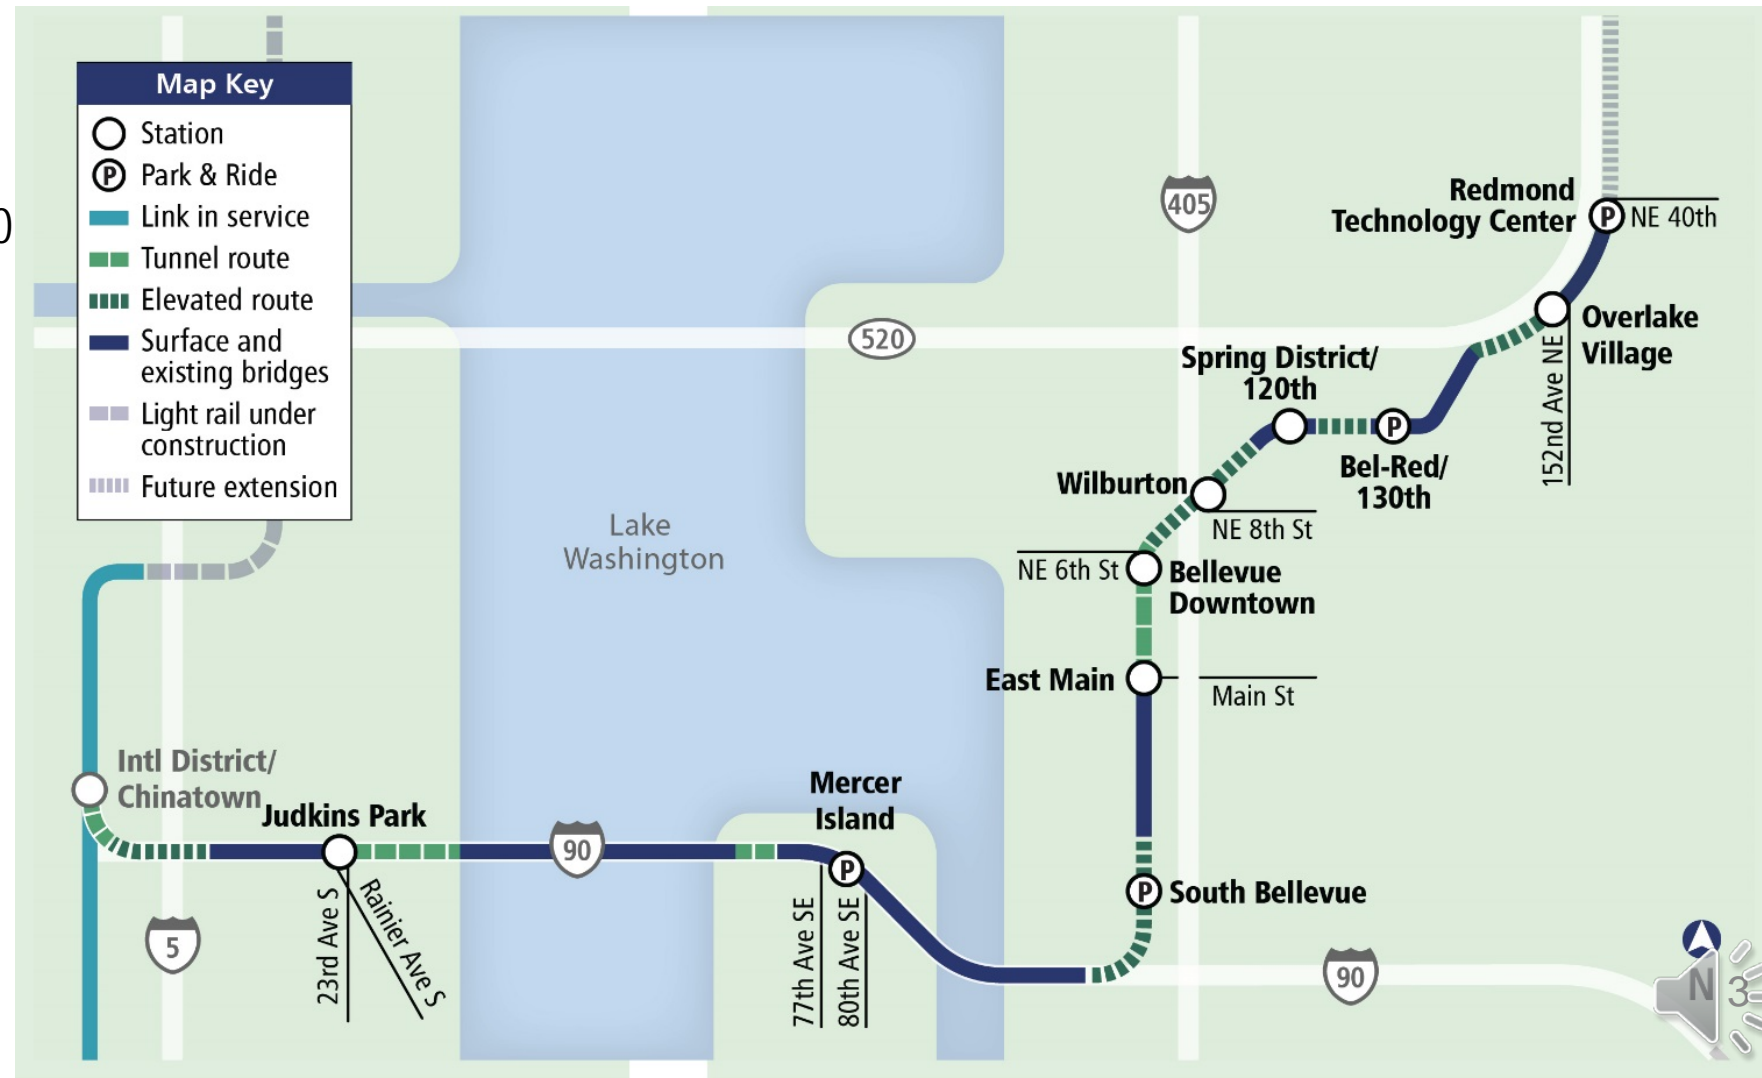 Map Key
Station
P
Park & Ride
Link in service
Tunnel route
Elevated route
Surface and
existing bridges
Light rail under
construction
Future extension
0
405
520
Redmond
Technology Center
P
NE 40th
Overlake
Village
152nd Ave NE
Spring District/
120th
P
Bel-Red/
130th
Wilburton
NE 8th St
NE 6th St
Bellevue
Downtown
Lake
Washington
East Main
Main St
Intl District/
Chinatown
Judkins Park
23rd Ave S
Rainier Ave S
90
Mercer
Island
P
77th Ave SE
80th Ave SE
P
South Bellevue
5
90
N
3